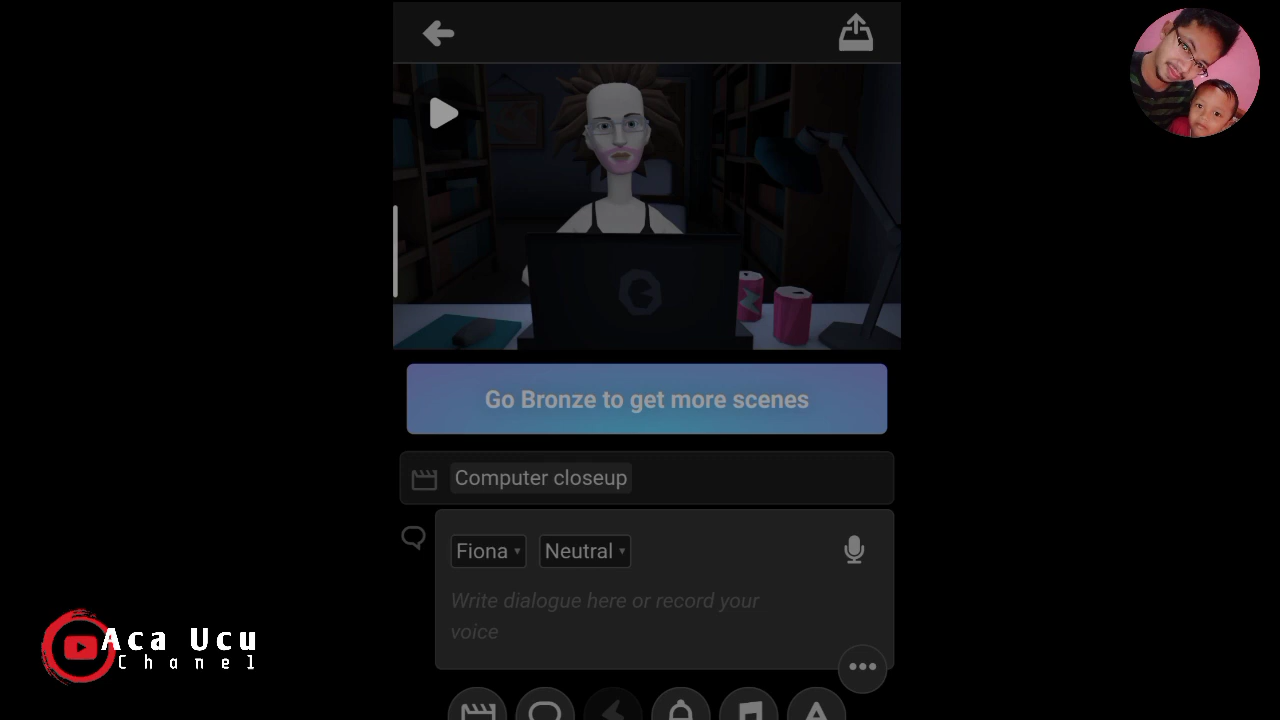 Go Bronze to get more scenes
Computer closeup
Fiona
Neutral
Write dialogue here or record your
voice
Aca Ucu
Chanel